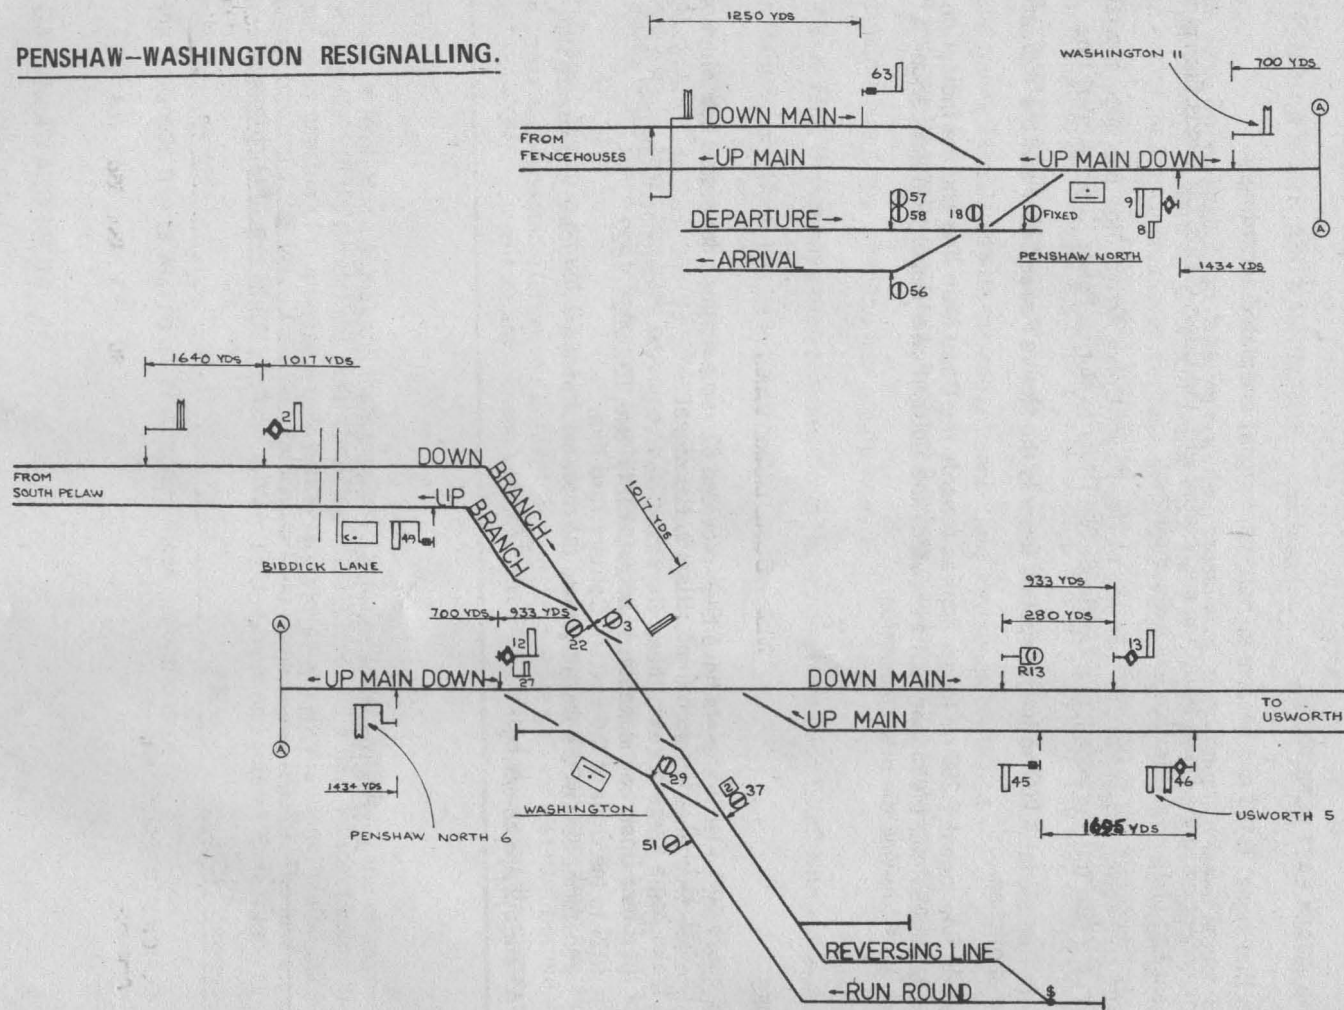 PENSHAW–WASHINGTON RESIGNALLING.
1250 YDS
WASHINGTON 11
700 YDS
63
DOWN MAIN→
FROM
FENCEHOUSES
←UP MAIN
←UP MAIN DOWN→
A
57
58
18
FIXED
9
8
DEPARTURE→
PENSHAW NORTH
←ARRIVAL
56
1434 YDS
A
1640 YDS
1017 YDS
2
DOWN
BRANCH→
FROM
SOUTH PELAW
←UP
BRANCH
49
BIDDICK LANE
1017 YDS
3
22
700 YDS
933 YDS
A
12
27
933 YDS
280 YDS
R13
13
←UP MAIN DOWN→
DOWN MAIN→
←UP MAIN
TO
USWORTH
A
1434 YDS
PENSHAW NORTH 6
WASHINGTON
29
2
37
51
45
46
USWORTH 5
1695 YDS
REVERSING LINE
←RUN ROUND
$